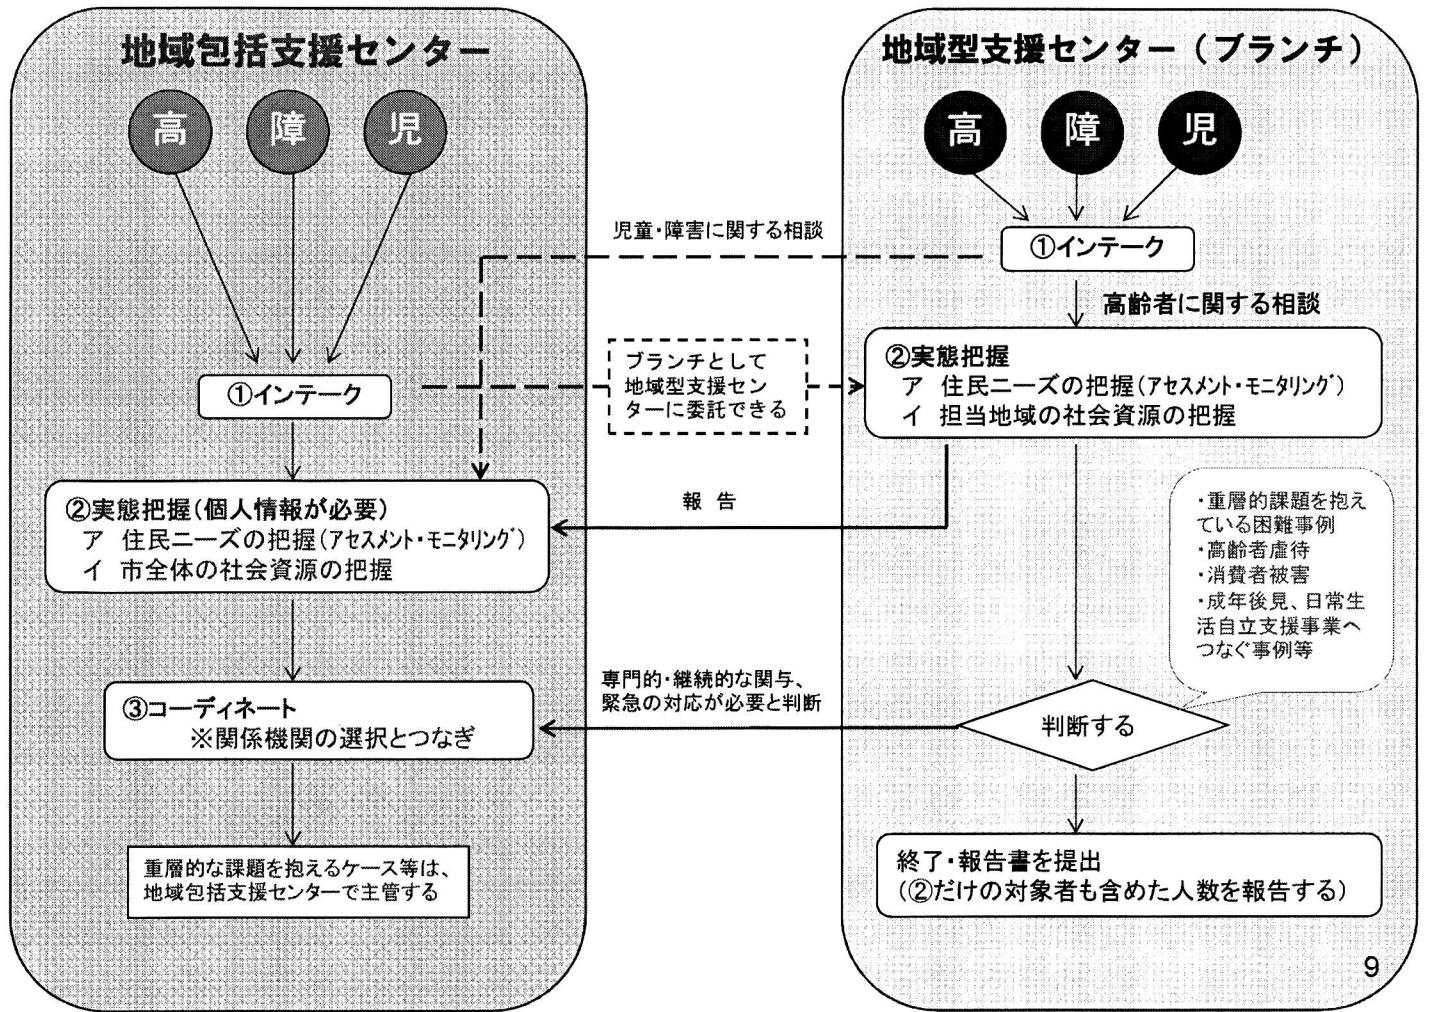 地域包括支援センター
高 障 児
①インテーク
②実態把握(個人情報が必要)
ア 住民ニーズの把握(アセスメント・モニタリング)
イ 市全体の社会資源の把握
③コーディネート
※関係機関の選択とつなぎ
重層的な課題を抱えるケース等は、
地域包括支援センターで主管する
児童・障害に関する相談
ブランチとして
地域型支援セン
ターに委託できる
報 告
専門的・継続的な関与、
緊急の対応が必要と判断
地域型支援センター(ブランチ)
高 障 児
①インテーク
高齢者に関する相談
②実態把握
ア 住民ニーズの把握(アセスメント・モニタリング)
イ 担当地域の社会資源の把握
・重層的課題を抱え
ている困難事例
・高齢者虐待
・消費者被害
・成年後見、日常生
活自立支援事業へ
つなぐ事例等
判断する
終了・報告書を提出
(②だけの対象者も含めた人数を報告する)
9